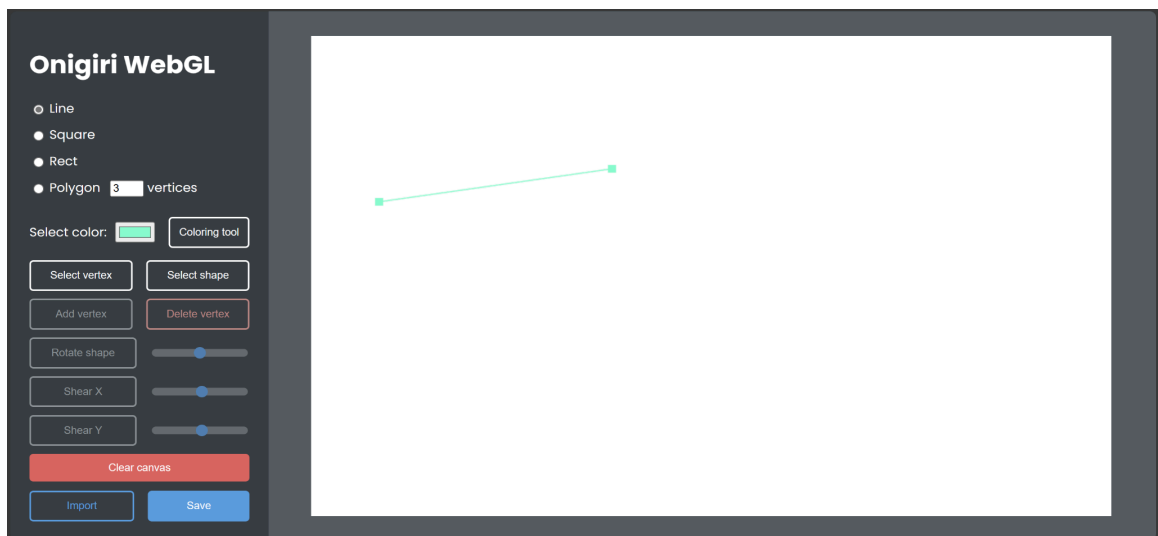 Onigiri WebGL
Line
Square
Rect
Polygon 3 vertices
Select color: Coloring tool
Select vertex Select shape
Add vertex Delete vertex
Rotate shape
Shear X
Shear Y
Clear canvas
Import Save